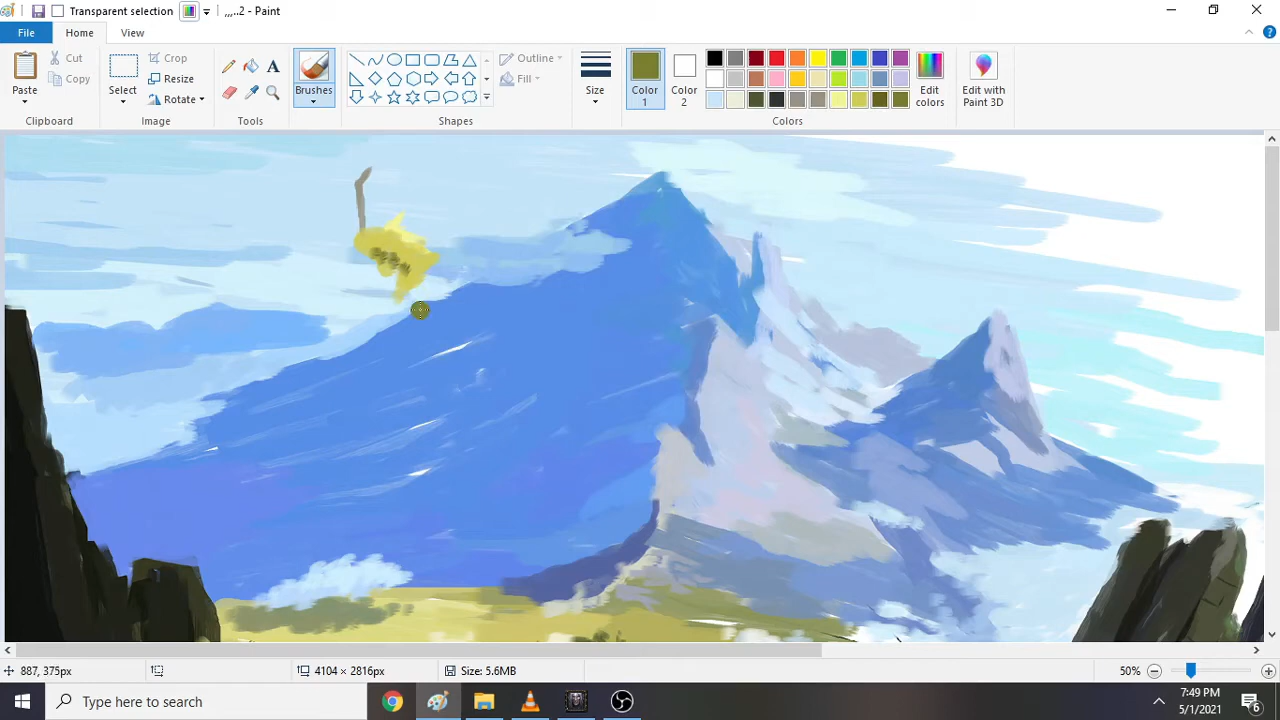 Transparent selection
,,,..2 - Paint
File
Home
View
Paste
Cut
Copy
Clipboard
Select
Crop
Resize
Rotate
Image
A
Tools
Brushes
Outline
Fill
Shapes
Size
Color 1
Color 2
Edit colors
Edit with Paint 3D
Colors
887, 375px
4104 × 2816px
Size: 5.6MB
50%
Type here to search
7:49 PM
5/1/2021
6